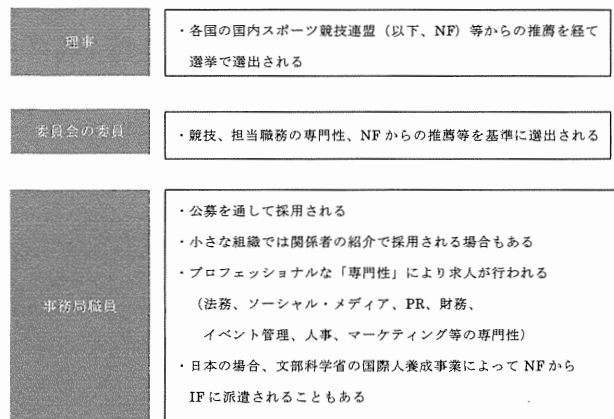 理事
・各国の国内スポーツ競技連盟（以下、NF）等からの推薦を経て
選挙で選出される
委員会の委員
・競技、担当職務の専門性、NFからの推薦等を基準に選出される
事務局職員
・公募を通して採用される
・小さな組織では関係者の紹介で採用される場合もある
・プロフェッショナルな「専門性」により求人が行われる
（法務、ソーシャル・メディア、PR、財務、
イベント管理、人事、マーケティング等の専門性）
・日本の場合、文部科学省の国際人養成事業によってNFから
IFに派遣されることもある